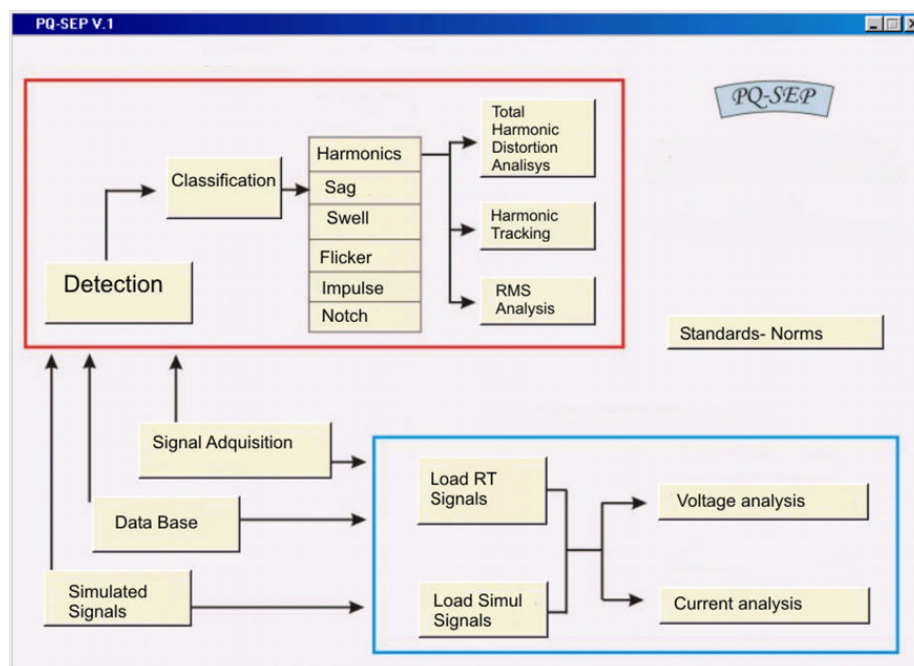 PQ-SEP V.1
PQ-SEP
Total
Harmonic
Distortion
Analisys
Harmonics
Classification
Sag
Swell
Harmonic
Tracking
Flicker
Detection
Impulse
RMS
Analysis
Notch
Standards- Norms
Signal Adquisition
Load RT
Signals
Voltage analysis
Data Base
Simulated
Signals
Load Simul
Signals
Current analysis